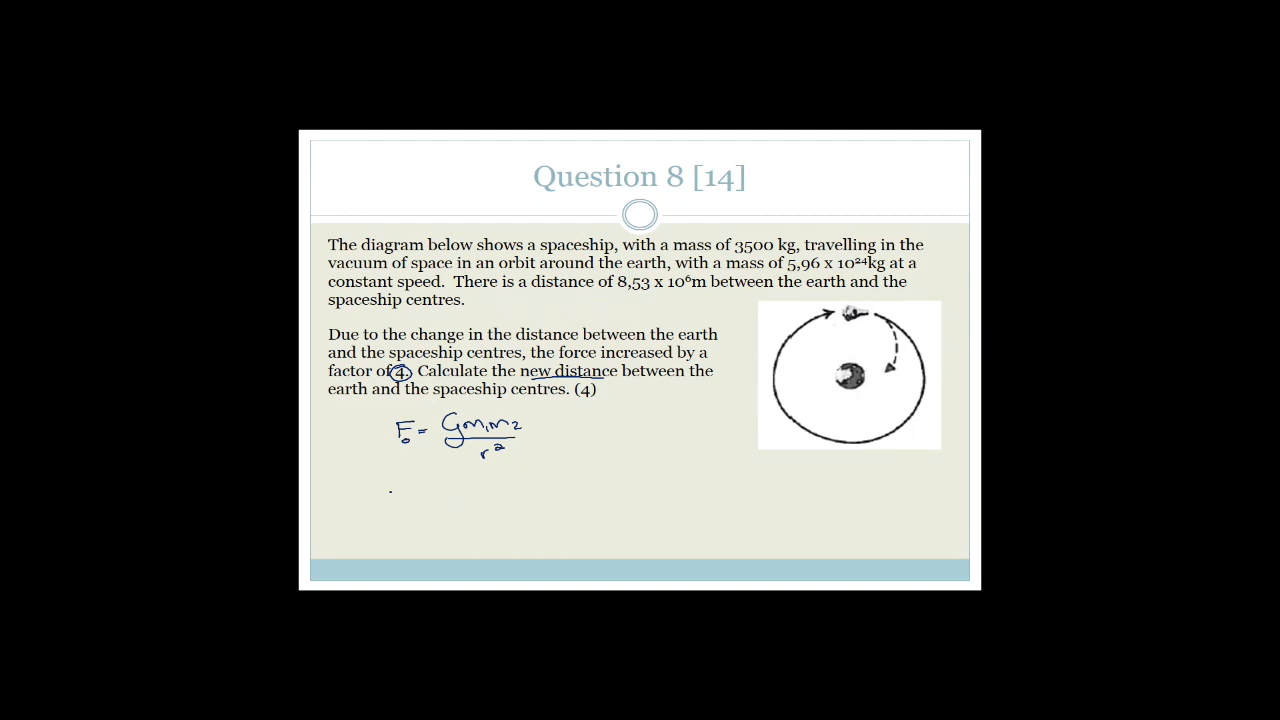 Question 8 [14]
The diagram below shows a spaceship, with a mass of 3500 kg, travelling in the
vacuum of space in an orbit around the earth, with a mass of 5,96 x 10²⁴kg at a
constant speed.  There is a distance of 8,53 x 10⁶m between the earth and the
spaceship centres.
Due to the change in the distance between the earth
and the spaceship centres, the force increased by a
factor of 4. Calculate the new distance between the
earth and the spaceship centres. (4)
F₀ = Gm₁m₂
r²